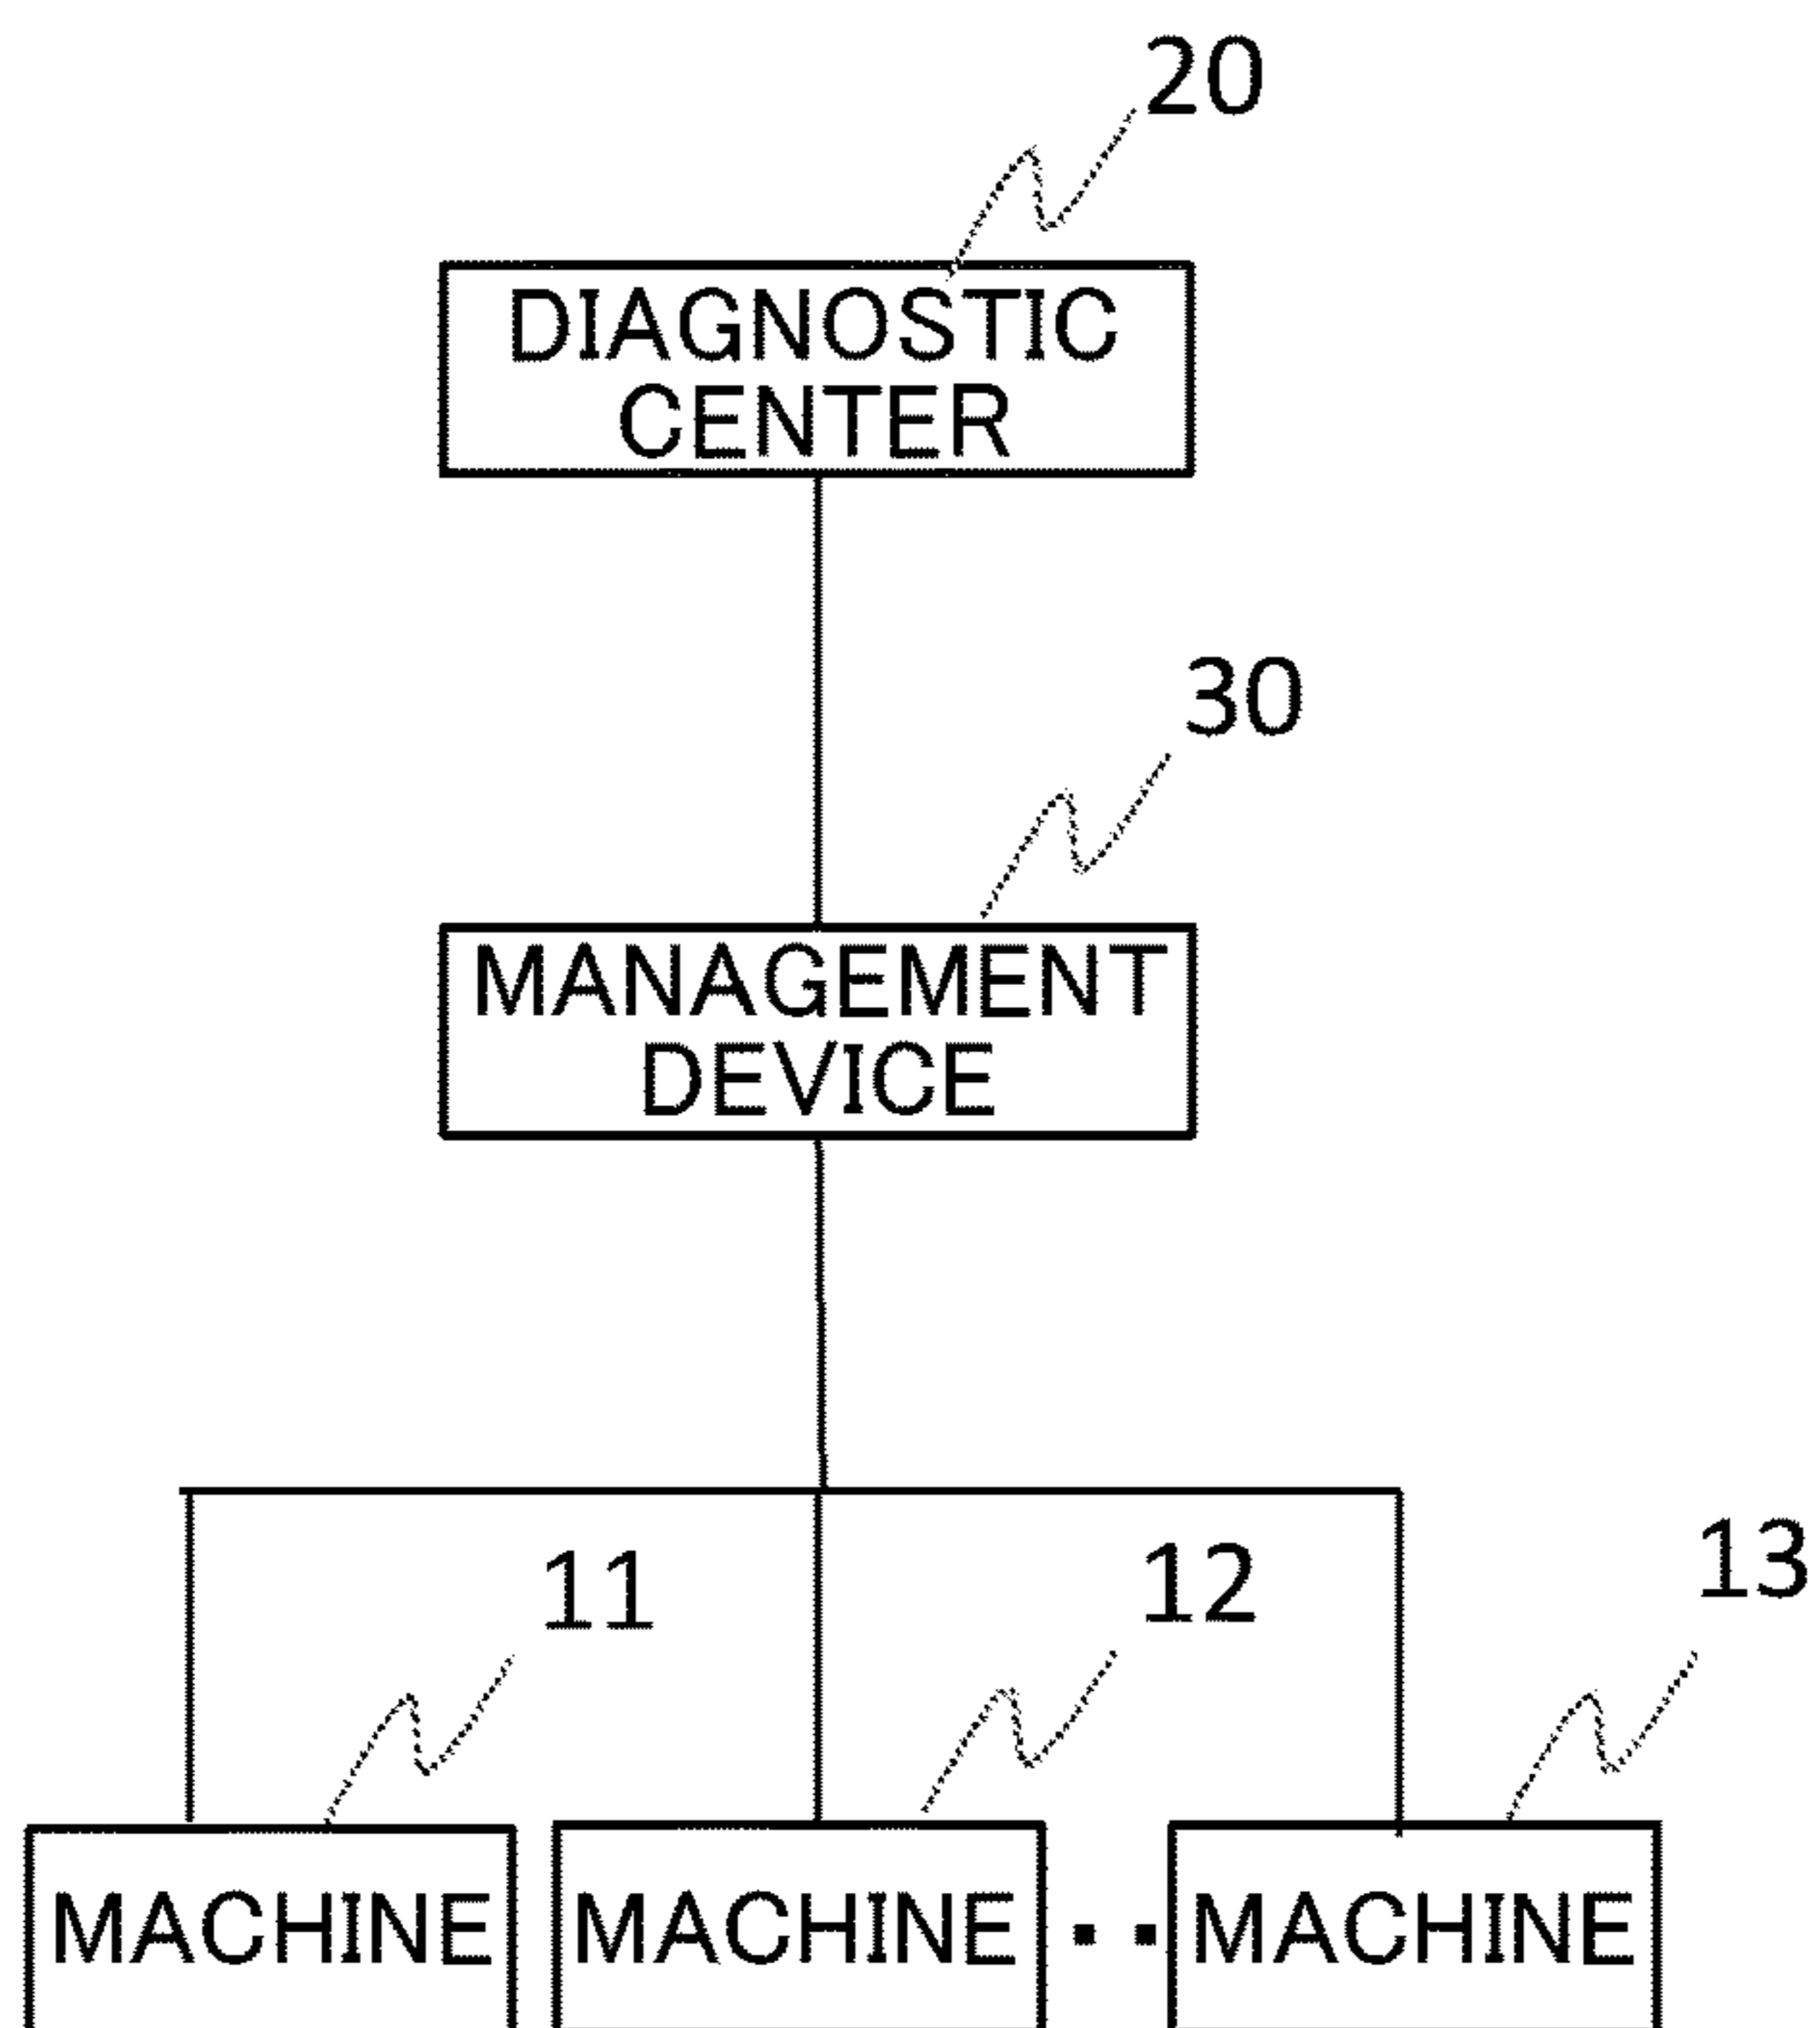 20
DIAGNOSTIC
CENTER
30
MANAGEMENT
DEVICE
11
12
13
MACHINE
MACHINE
MACHINE